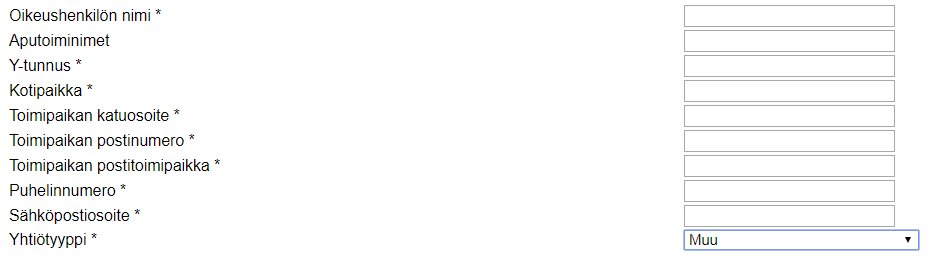 Oikeushenkilön nimi *
Aputoiminimet
Y-tunnus *
Kotipaikka *
Toimipaikan katuosoite *
Toimipaikan postinumero *
Toimipaikan postitoimipaikka *
Puhelinnumero *
Sähköpostiosoite *
Yhtiötyyppi * Muu